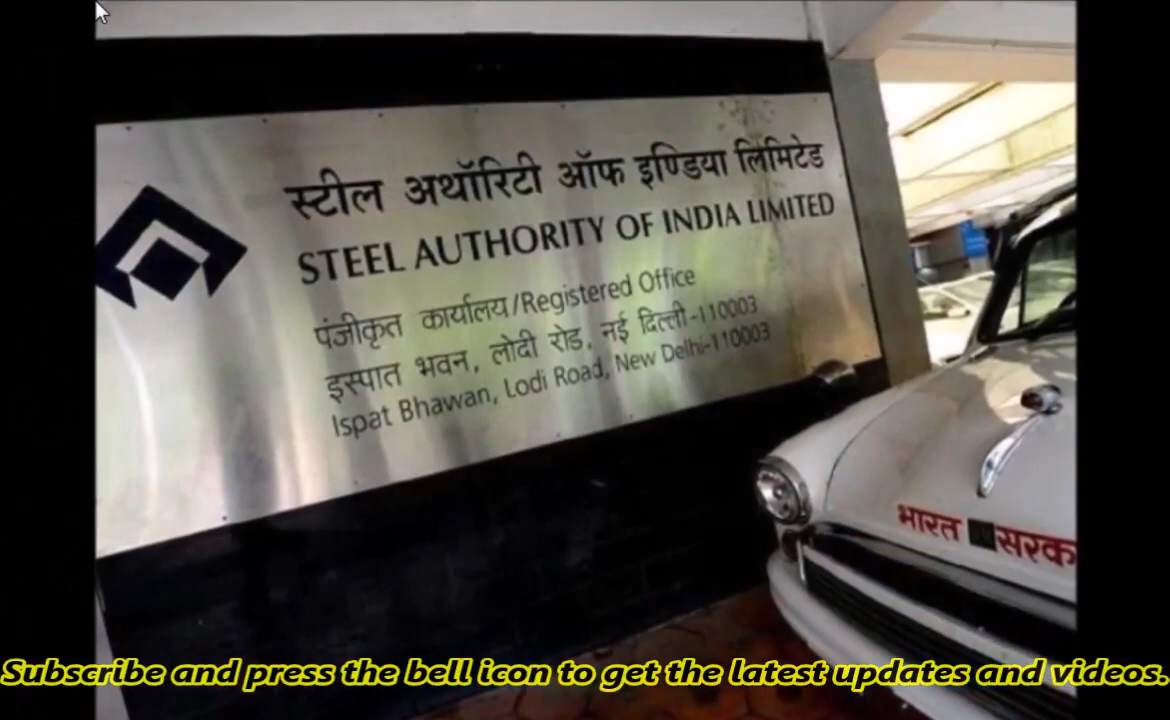 स्टील अथॉरिटी ऑफ इण्डिया लिमिटेड
STEEL AUTHORITY OF INDIA LIMITED
पंजीकृत कार्यालय/Registered Office
इस्पात भवन, लोदी रोड, नई दिल्ली-110003
Ispat Bhawan, Lodi Road, New Delhi-110003
भारत सरक
Subscribe and press the bell icon to get the latest updates and videos.